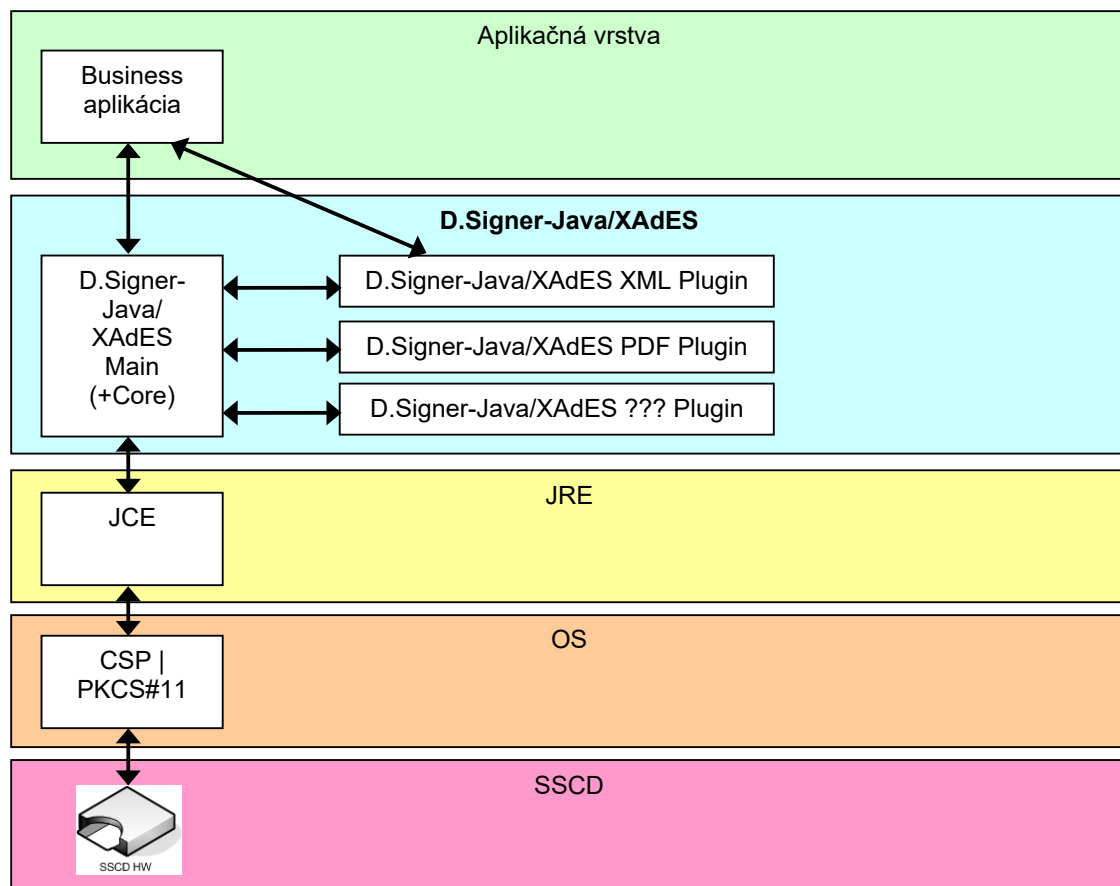 Aplikačná vrstva
Business
aplikácia
D.Signer-Java/XAdES
D.Signer-
Java/
XAdES
Main
(+Core)
D.Signer-Java/XAdES XML Plugin
D.Signer-Java/XAdES PDF Plugin
D.Signer-Java/XAdES ??? Plugin
JRE
JCE
OS
CSP |
PKCS#11
SSCD
SSCD HW